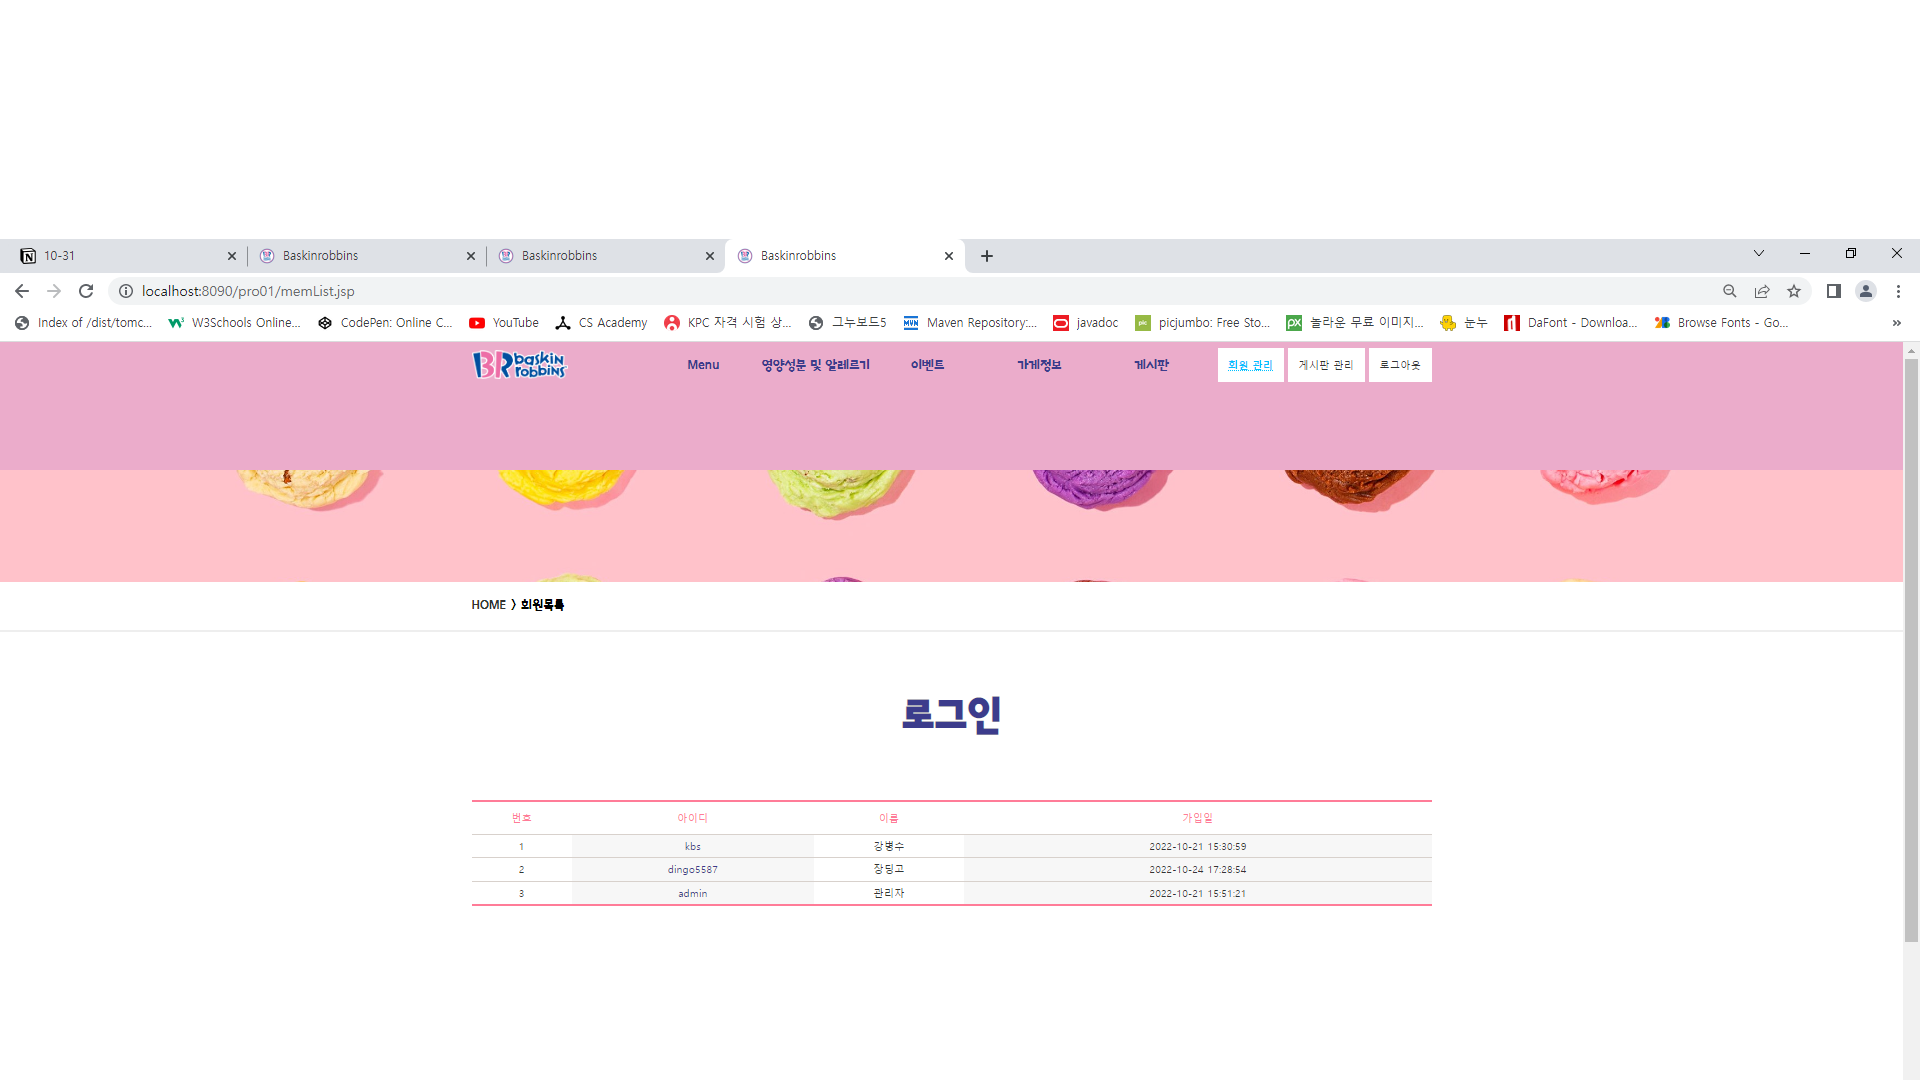 10-31 Baskinrobbins Baskinrobbins Baskinrobbins
localhost:8090/pro01/memList.jsp
Index of /dist/tomc... W3Schools Online... CodePen: Online C... YouTube CS Academy KPC 자격 시험 상... 그누보드5 Maven Repository:... javadoc picjumbo: Free Sto... 놀라운 무료 이미지... 눈누 DaFont - Downloa... Browse Fonts - Go... »
BR baskin robbins Menu 영양성분 및 알레르기 이벤트 가게정보 게시판 회원 관리 게시판 관리 로그아웃
HOME > 회원목록
로그인
번호 아이디 이름 가입일
1 kbs 강병수 2022-10-21 15:30:59
2 dingo5587 장딩고 2022-10-24 17:28:54
3 admin 관리자 2022-10-21 15:51:21